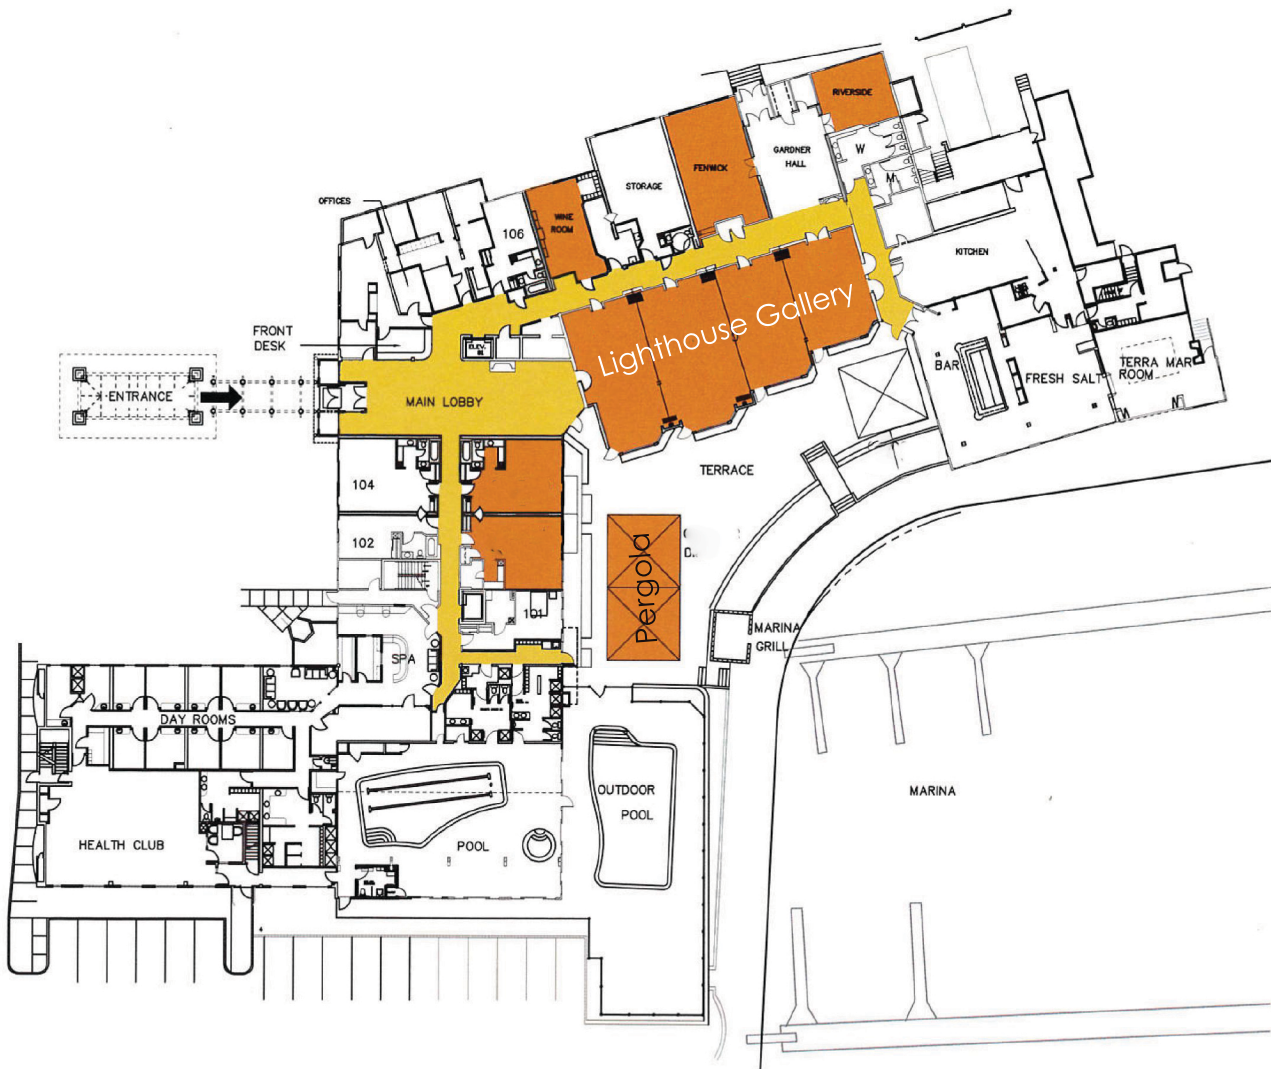 RIVERSIDE
GARDNER
HALL
W
M
FENWICK
STORAGE
OFFICES
WINE
ROOM
106
KITCHEN
Lighthouse Gallery
FRONT
DESK
ELEV.
ENTRANCE
MAIN LOBBY
BAR
FRESH SALT
TERRA MAR
ROOM
TERRACE
104
102
Pergola
101
MARINA
GRILL
SPA
DAY ROOMS
OUTDOOR
POOL
MARINA
HEALTH CLUB
POOL